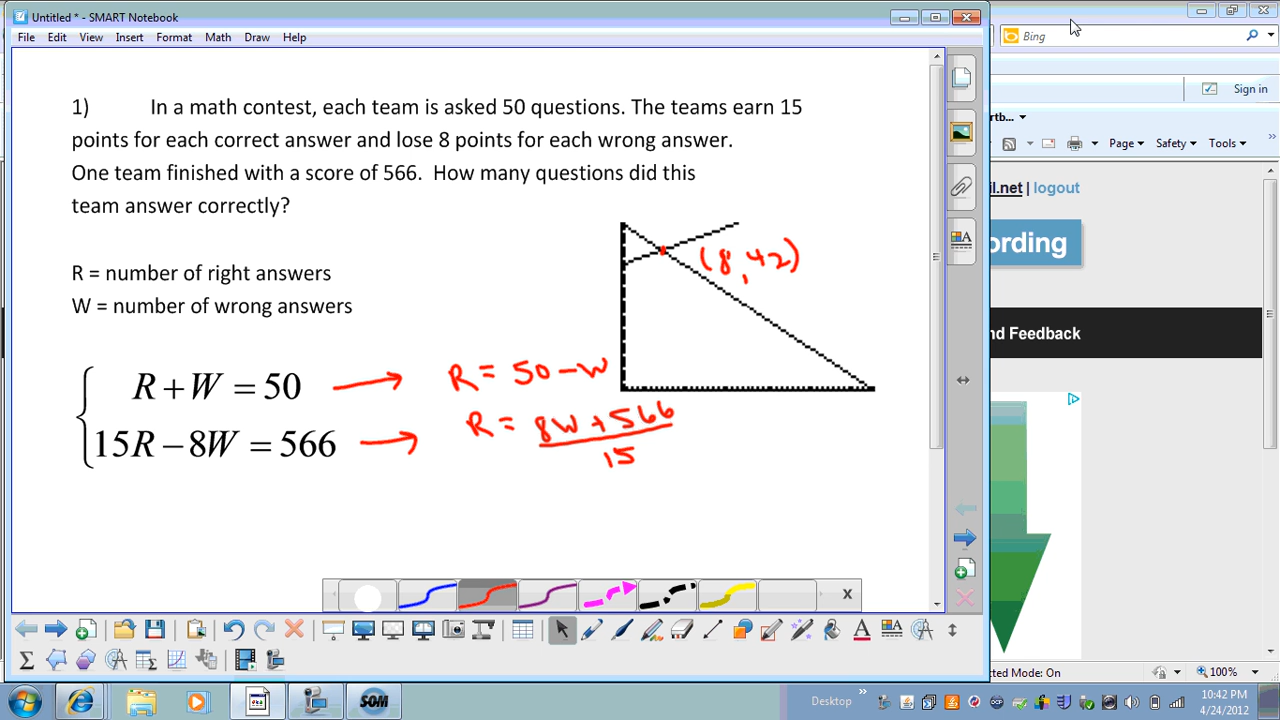 Untitled * - SMART Notebook
File Edit View Insert Format Math Draw Help
Bing
Sign in
rtb...
Page Safety Tools
il.net | logout
ording
nd Feedback
1) In a math contest, each team is asked 50 questions. The teams earn 15
points for each correct answer and lose 8 points for each wrong answer.
One team finished with a score of 566. How many questions did this
team answer correctly?
(8,42)
R = number of right answers
W = number of wrong answers
R + W = 50 → R = 50 - W
15R − 8W = 566 → R = 8W + 566
15
x
cted Mode: On
100%
SOM
Desktop
10:42 PM
4/24/2012